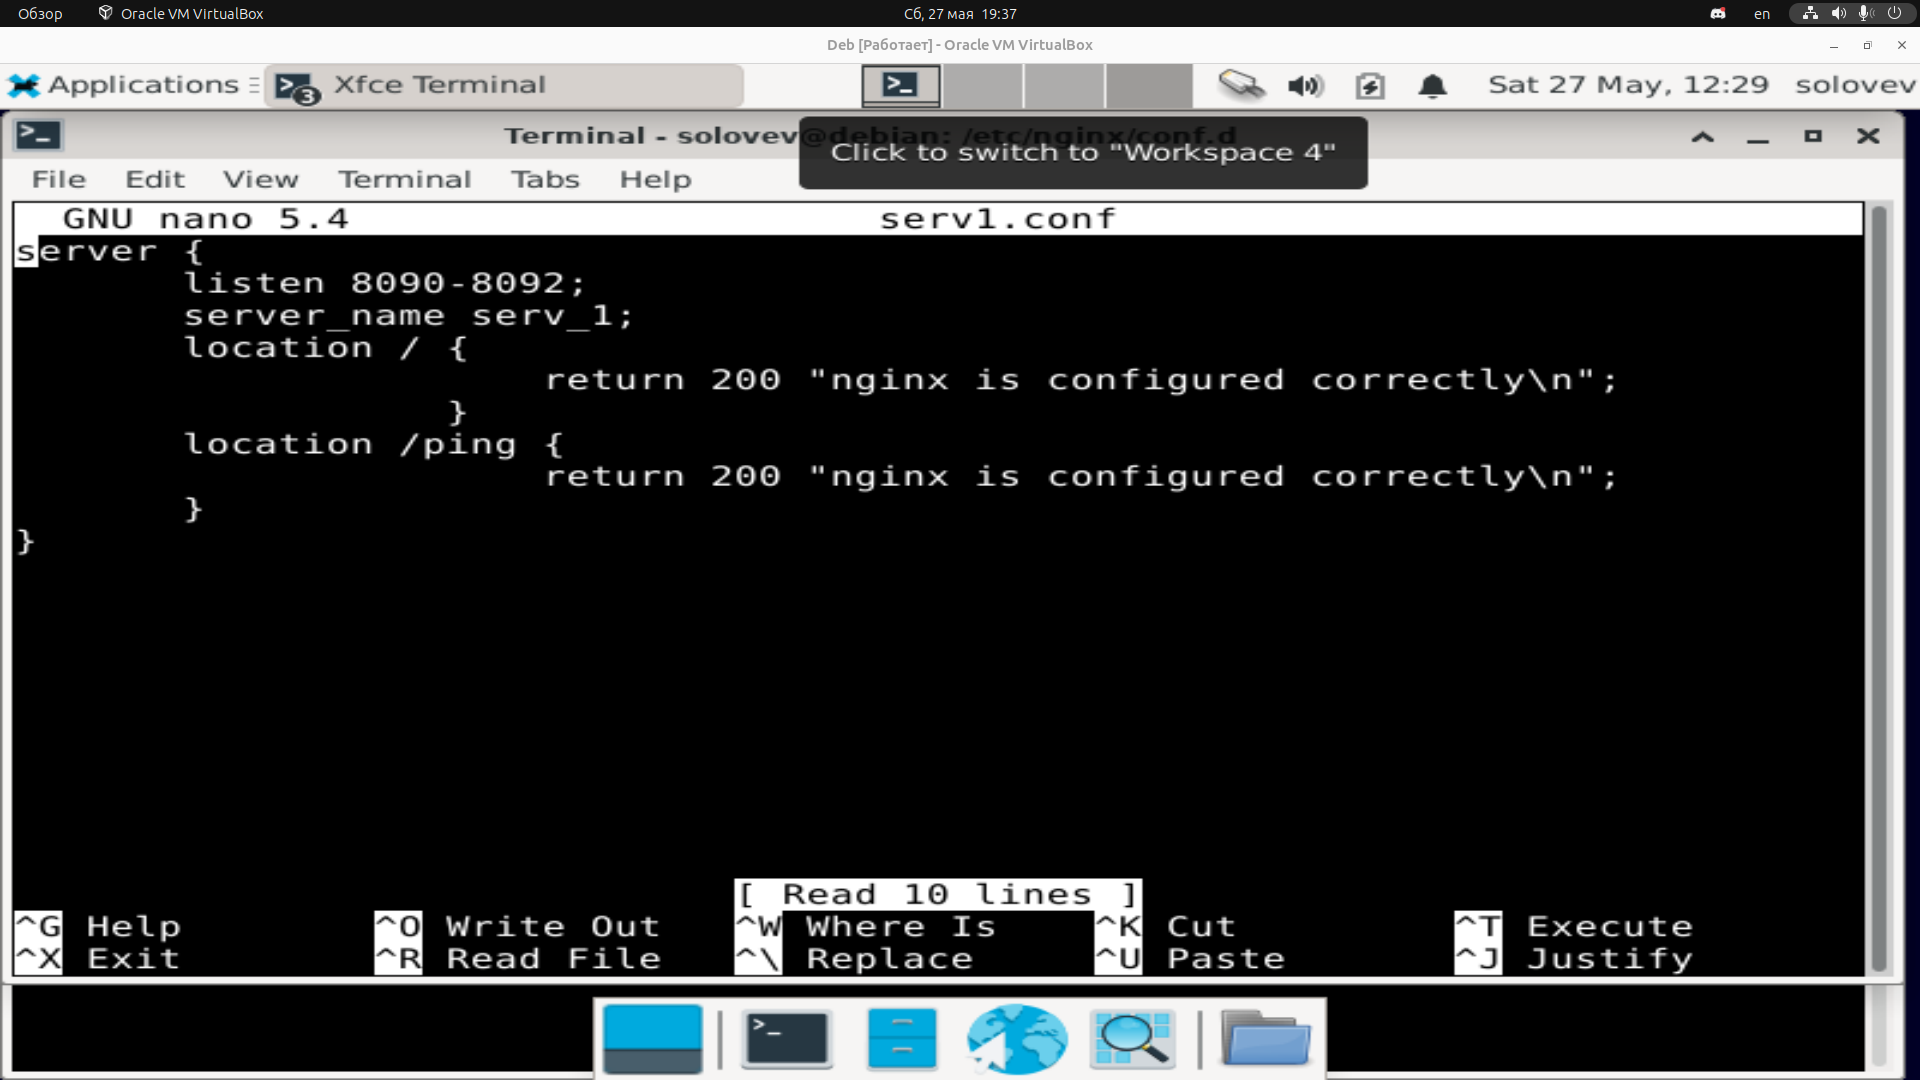 Обзор Oracle VM VirtualBox Сб, 27 мая 19:37 en
Deb [Работает] - Oracle VM VirtualBox
Applications Xfce Terminal Sat 27 May, 12:29 solovev
3
Terminal - solovev@debian: /etc/nginx/conf.d
Click to switch to "Workspace 4"
File Edit View Terminal Tabs Help
GNU nano 5.4 serv1.conf
server {
listen 8090-8092;
server_name serv_1;
location / {
return 200 "nginx is configured correctly\n";
}
location /ping {
return 200 "nginx is configured correctly\n";
}
}
[ Read 10 lines ]
^G Help ^O Write Out ^W Where Is ^K Cut ^T Execute
^X Exit ^R Read File ^\ Replace ^U Paste ^J Justify